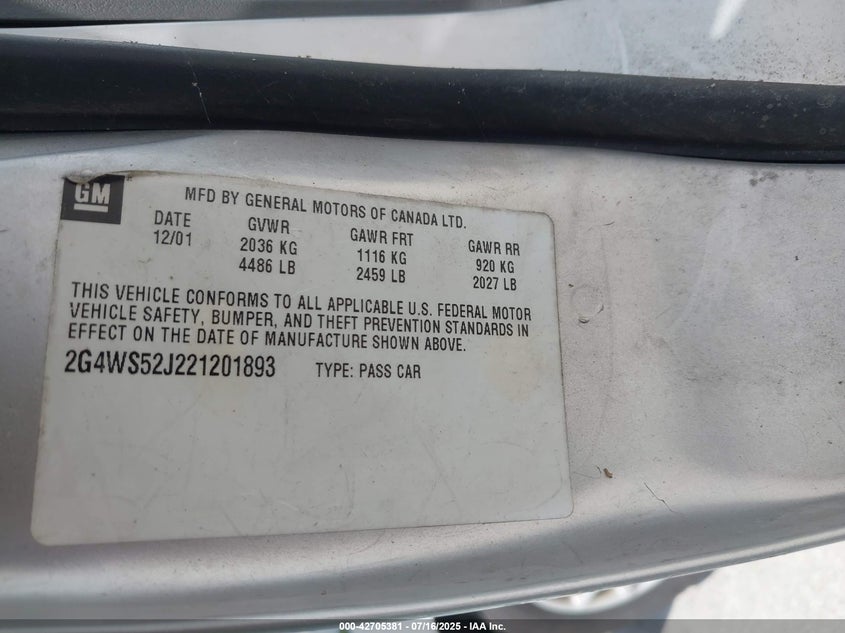 GM
MFD BY GENERAL MOTORS OF CANADA LTD.
DATE GVWR GAWR FRT GAWR RR
12/01 2036 KG 1116 KG 920 KG
4486 LB 2459 LB 2027 LB
THIS VEHICLE CONFORMS TO ALL APPLICABLE U.S. FEDERAL MOTOR
VEHICLE SAFETY, BUMPER, AND THEFT PREVENTION STANDARDS IN
EFFECT ON THE DATE OF MANUFACTURE SHOWN ABOVE.
2G4WS52J221201893 TYPE: PASS CAR
000-42705381 - 07/16/2025 - IAA Inc.